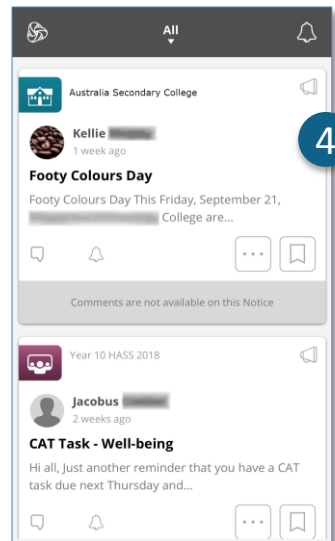 All
Australia Secondary College
Kellie
1 week ago
4
Footy Colours Day
Footy Colours Day This Friday, September 21,
College are...
Comments are not available on this Notice
Year 10 HASS 2018
Jacobus
2 weeks ago
CAT Task - Well-being
Hi all, Just another reminder that you have a CAT
task due next Thursday and...